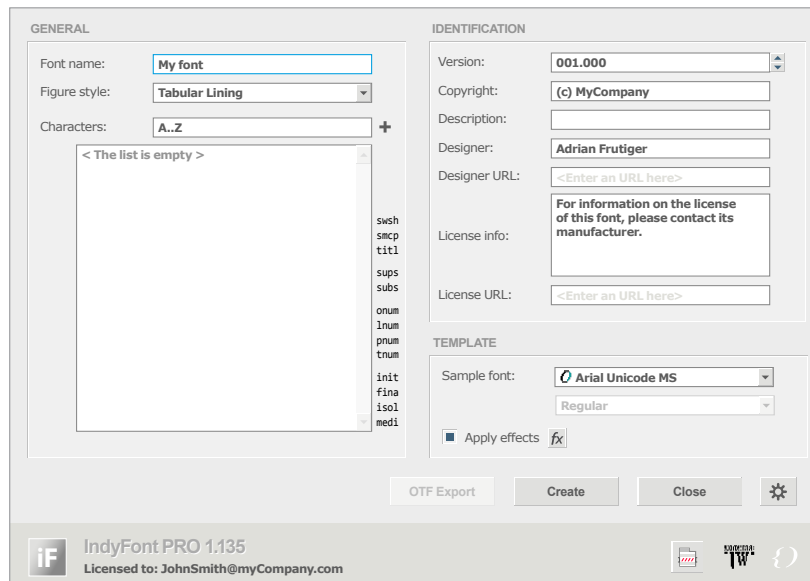 GENERAL
Font name: My font
Figure style: Tabular Lining
Characters: A..Z +
< The list is empty >
swsh
smcp
titl
sups
subs
onum
lnum
pnum
tnum
init
fina
isol
medi
IDENTIFICATION
Version: 001.000
Copyright: (c) MyCompany
Description:
Designer: Adrian Frutiger
Designer URL: <Enter an URL here>
License info: For information on the license
of this font, please contact its
manufacturer.
License URL: <Enter an URL here>
TEMPLATE
Sample font: O Arial Unicode MS
Regular
Apply effects fx
OTF Export Create Close
iF IndyFont PRO 1.135
Licensed to: JohnSmith@myCompany.com
TW